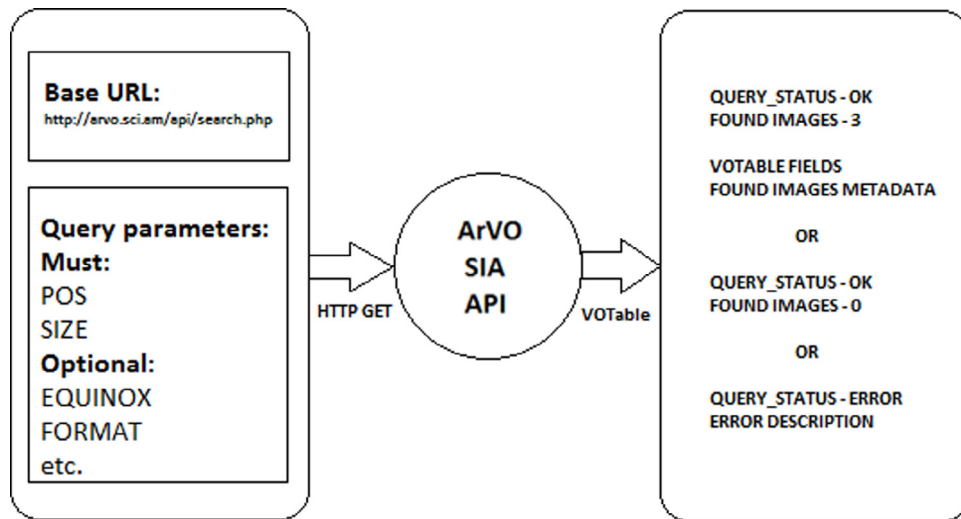 Base URL:
http://arvo.sci.am/api/search.php
Query parameters:
Must:
POS
SIZE
Optional:
EQUINOX
FORMAT
etc.
HTTP GET
ArVO
SIA
API
VOTable
QUERY_STATUS - OK
FOUND IMAGES - 3
VOTABLE FIELDS
FOUND IMAGES METADATA
OR
QUERY_STATUS - OK
FOUND IMAGES - 0
OR
QUERY_STATUS - ERROR
ERROR DESCRIPTION